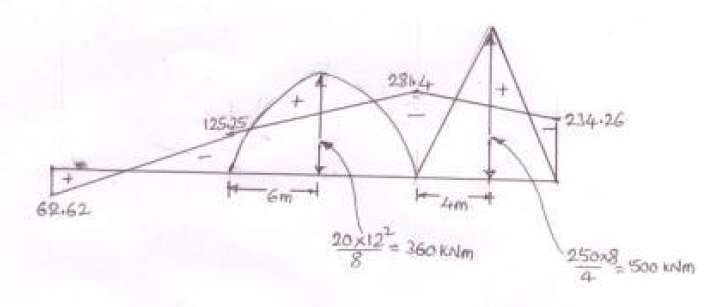 281.4
+
125.25
+
-
234.26
-
-
+
62.62
6m
4m
20×12²/8 = 360 kNm
250×8/4 = 500 kNm